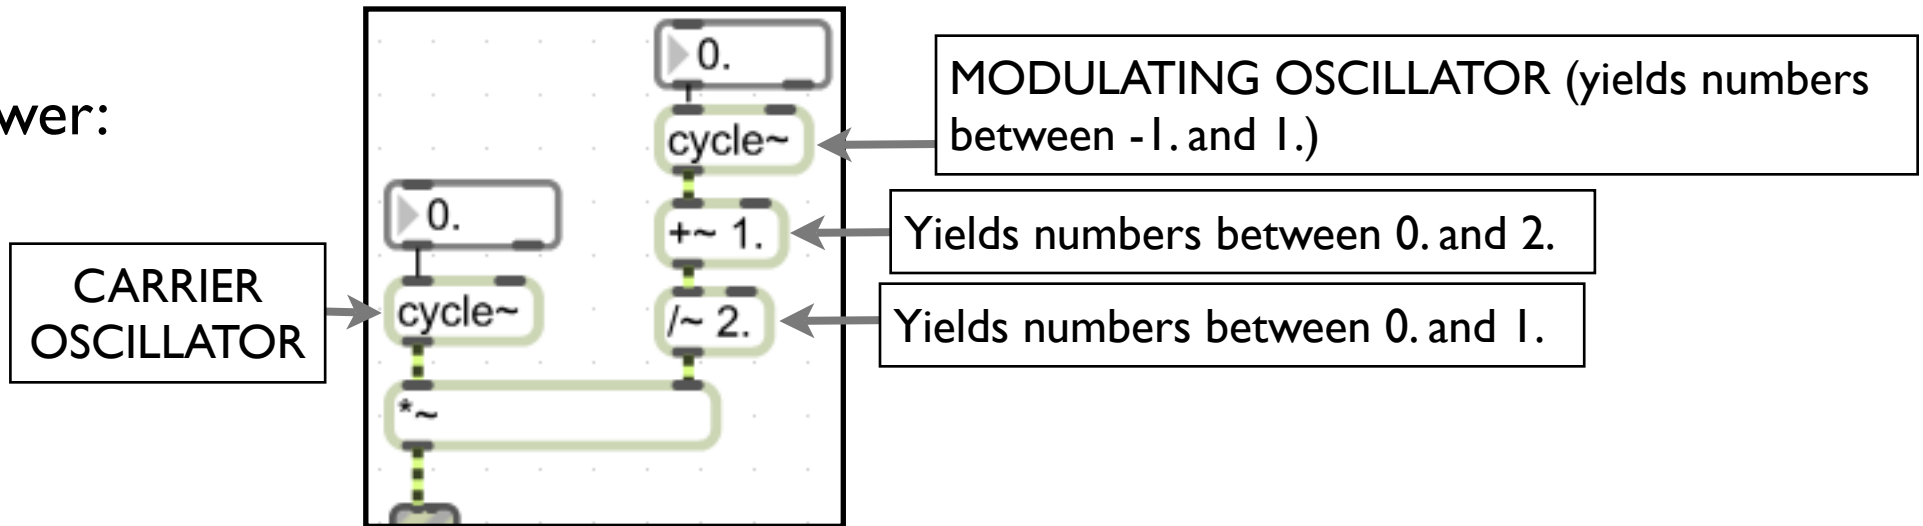 wer:
0.
MODULATING OSCILLATOR (yields numbers
between -1. and 1.)
cycle~
0.
+~ 1.
Yields numbers between 0. and 2.
CARRIER
OSCILLATOR
cycle~
/~ 2.
Yields numbers between 0. and 1.
*~